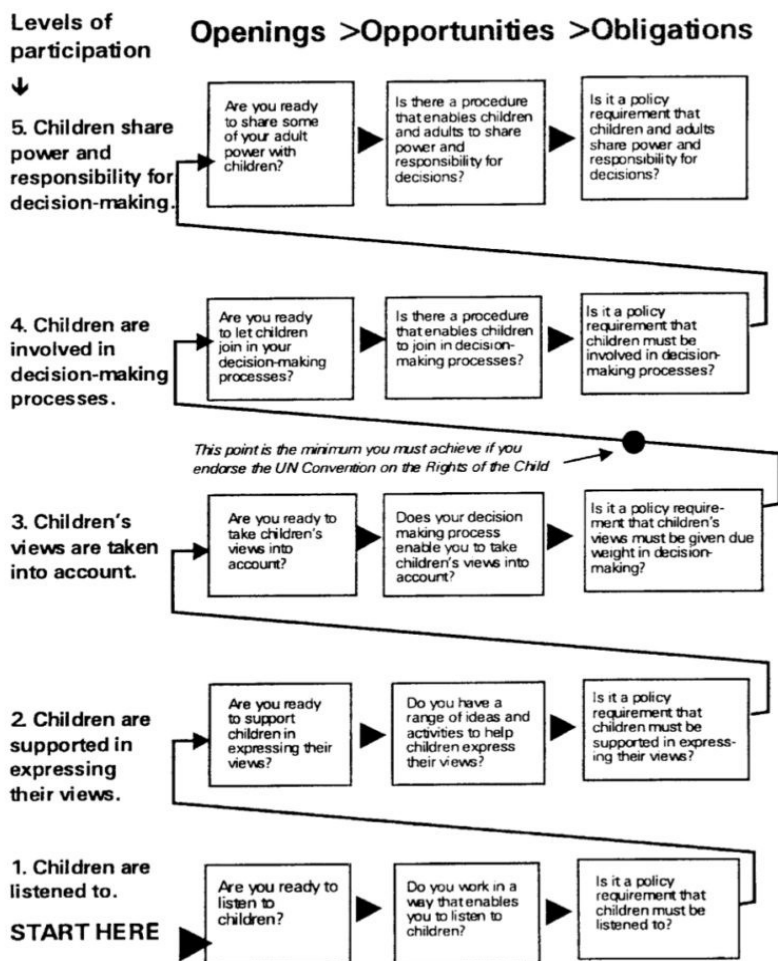 Levels of
participation
Openings >Opportunities >Obligations
5. Children share
power and
responsibility for
decision-making.
Are you ready
to share some
of your adult
power with
children?
Is there a procedure
that enables children
and adults to share
power and
responsibility for
decisions?
Is it a policy
requirement that
children and adults
share power and
responsibility for
decisions?
4. Children are
involved in
decision-making
processes.
Are you ready
to let children
join in your
decision-making
processes?
Is there a procedure
that enables children
to join in decision-
making processes?
Is it a policy
requirement that
children must be
involved in decision-
making processes?
This point is the minimum you must achieve if you
endorse the UN Convention on the Rights of the Child
3. Children's
views are taken
into account.
Are you ready to
take children's
views into
account?
Does your decision
making process
enable you to take
children's views into
account?
Is it a policy require-
ment that children's
views must be given due
weight in decision-
making?
2. Children are
supported in
expressing
their views.
Are you ready
to support
children in
expressing their
views?
Do you have a
range of ideas and
activities to help
children express
their views?
Is it a policy
requirement that
children must be
supported in express-
ing their views?
1. Children are
listened to.
START HERE
Are you ready to
listen to
children?
Do you work in a
way that enables
you to listen to
children?
Is it a policy
requirement that
children must be
listened to?